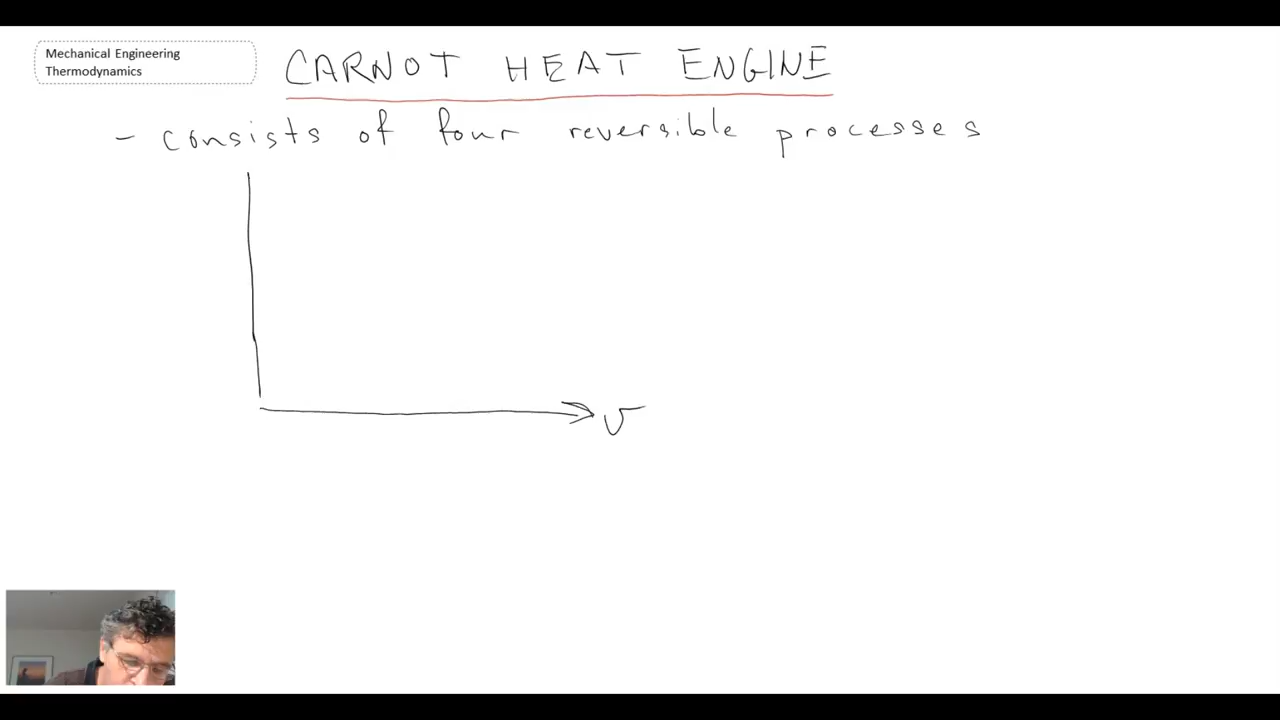 Mechanical Engineering
Thermodynamics
CARNOT HEAT ENGINE
- consists of four reversible processes
v